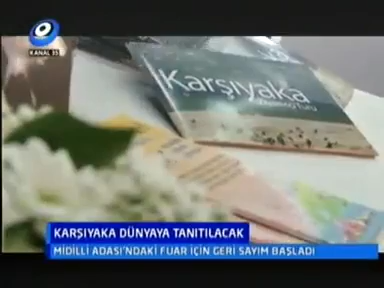 KANAL 35
Karşıyaka
KARŞIYAKA DÜNYAYA TANITILACAK
MİDİLLİ ADASI'NDAKİ FUAR İÇİN GERİ SAYIM BAŞLADI